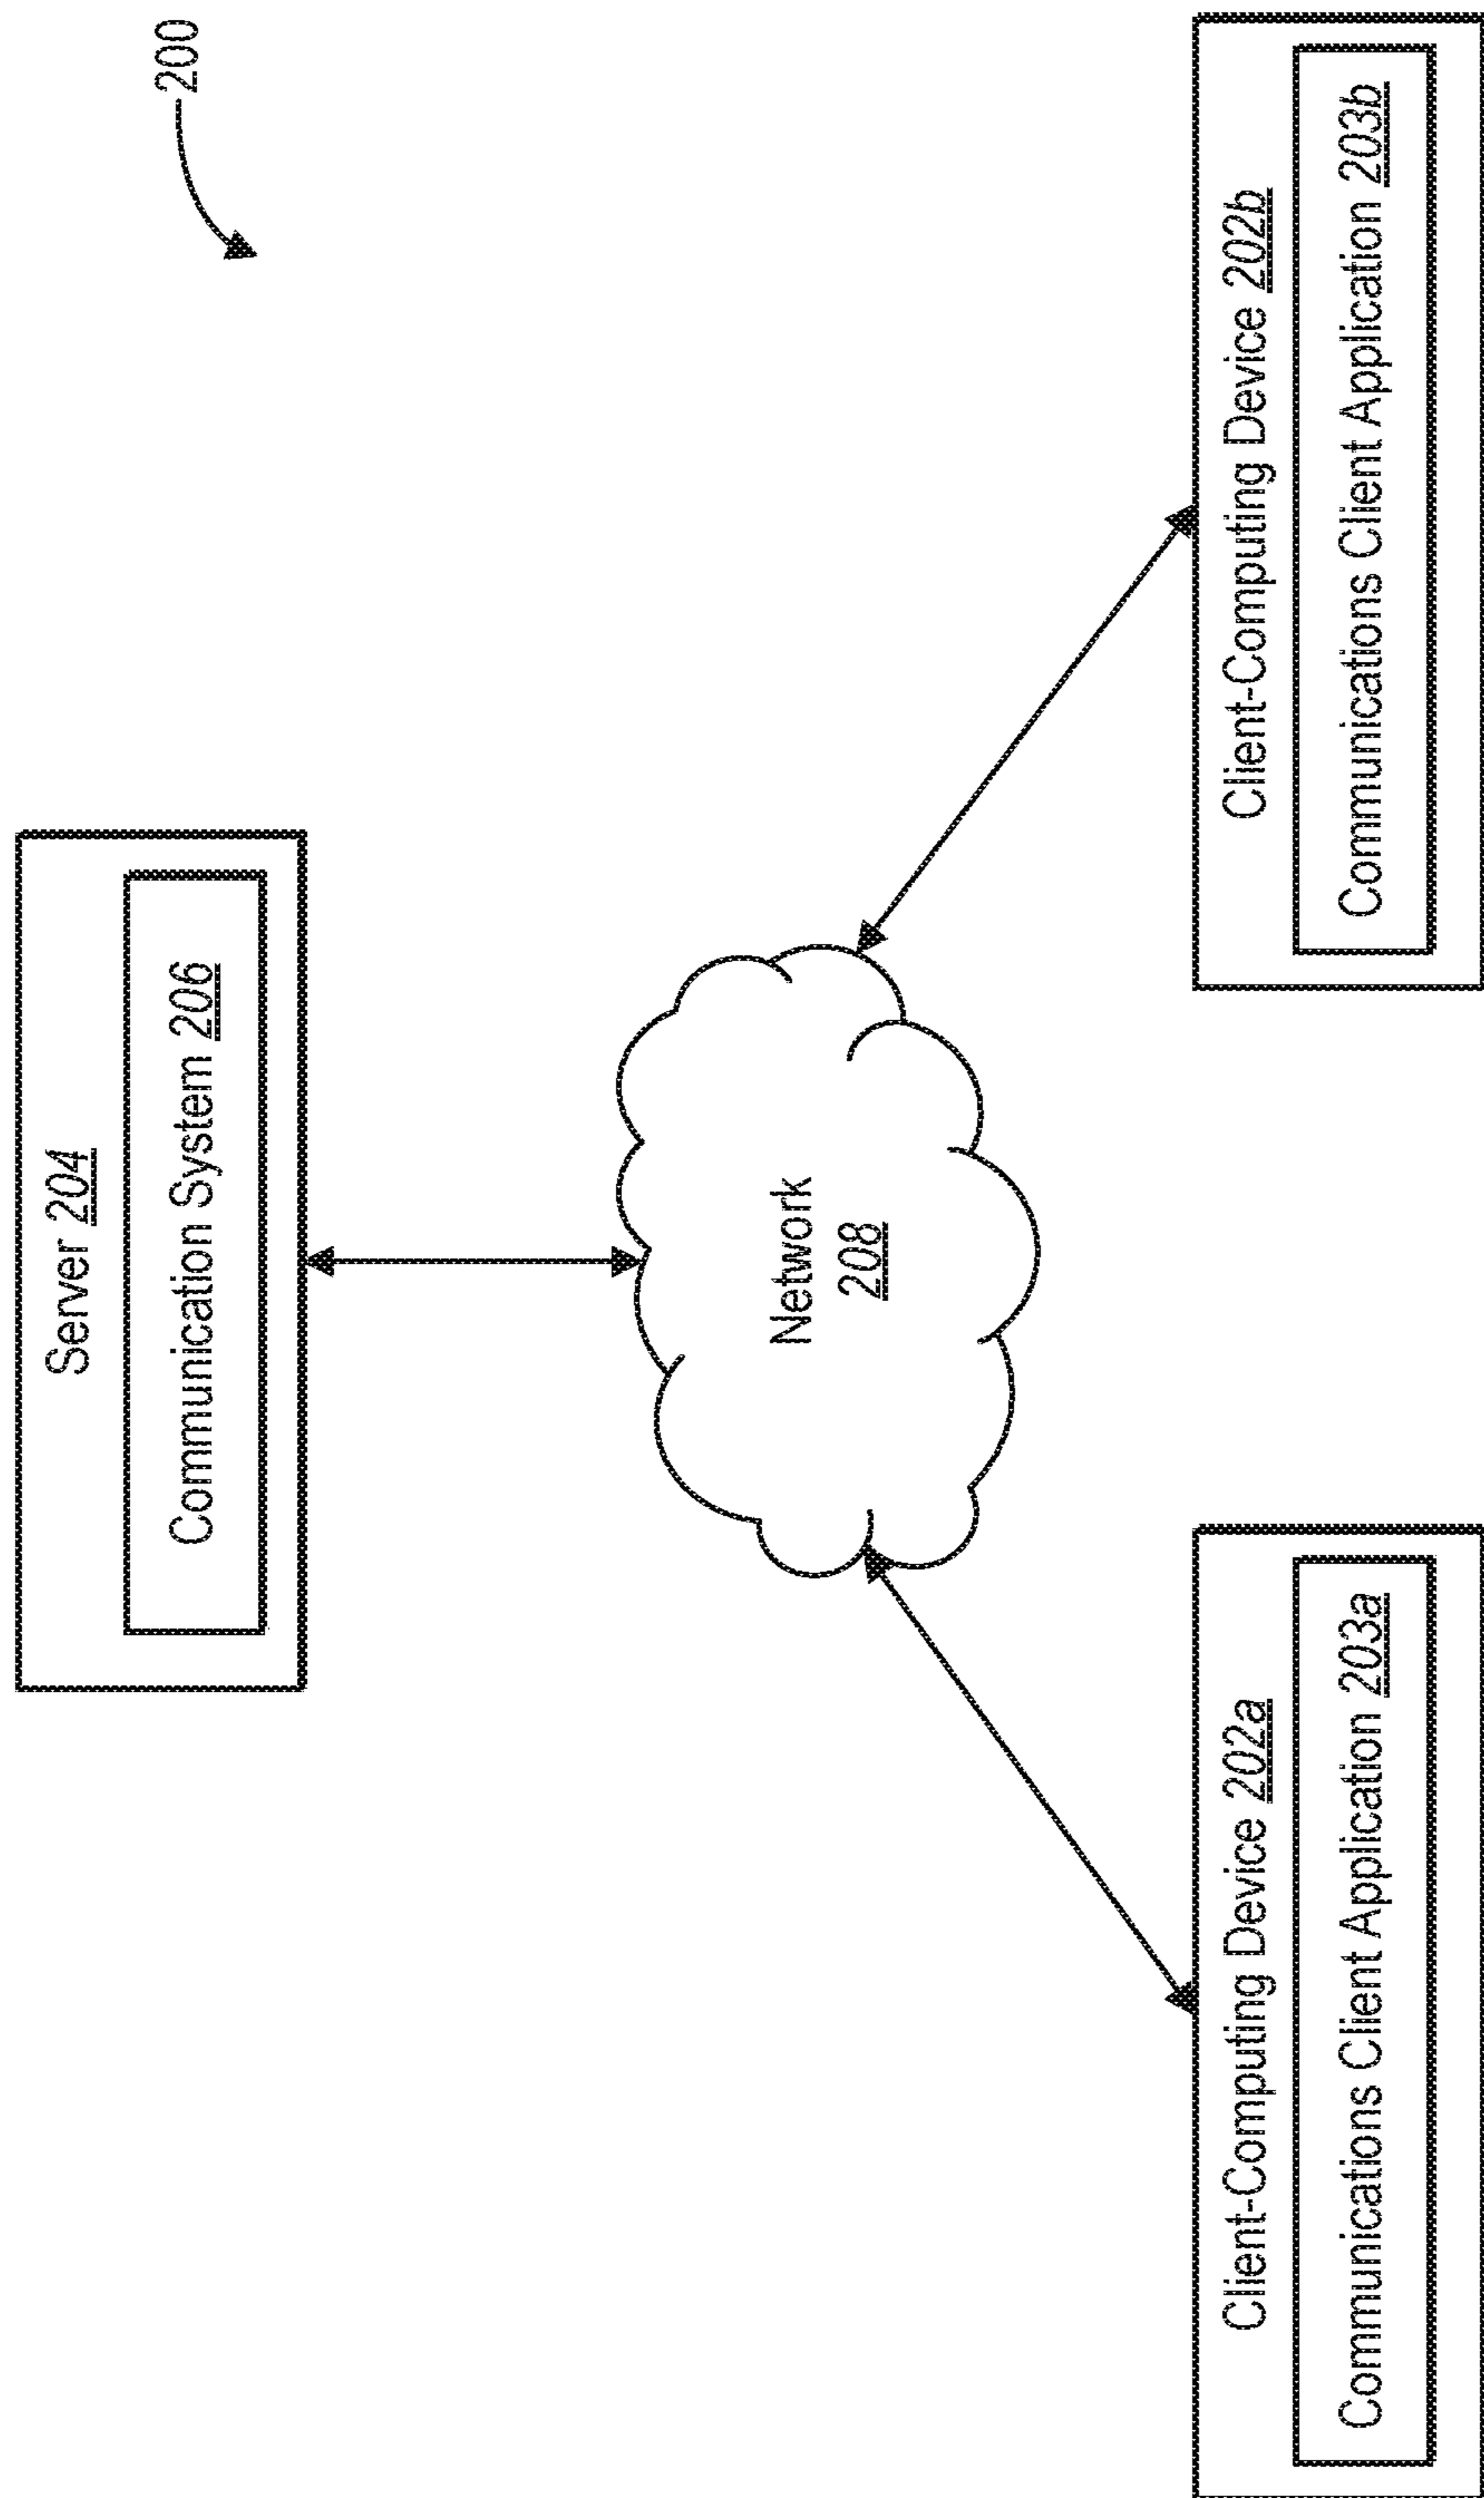 200
Server 204
Communication System 206
Network
208
Client-Computing Device 202a
Communications Client Application 203a
Client-Computing Device 202b
Communications Client Application 203b